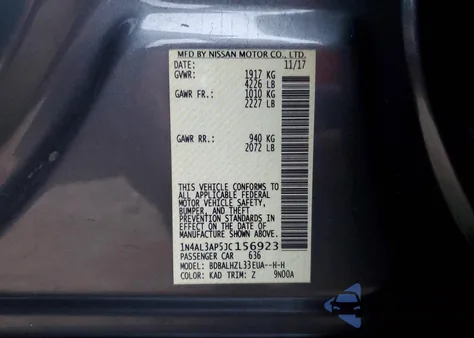 MFD BY NISSAN MOTOR CO., LTD.
DATE: 11/17
GVWR: 1917 KG
4226 LB
GAWR FR.: 1010 KG
2227 LB
GAWR RR.: 940 KG
2072 LB
THIS VEHICLE CONFORMS TO
ALL APPLICABLE FEDERAL
MOTOR VEHICLE SAFETY,
BUMPER, AND THEFT
PREVENTION STANDARDS IN
EFFECT ON THE DATE OF
MANUFACTURE SHOWN ABOVE.
1N4AL3AP5JC156923
PASSENGER CAR 636
MODEL: BDBALHZL33EUA--H-H
COLOR: KAD TRIM: Z 9N00A